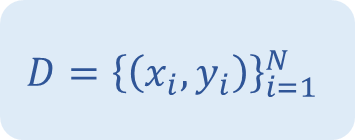 D = {(xᵢ, yᵢ)}ᵢ₌₁ᴺ